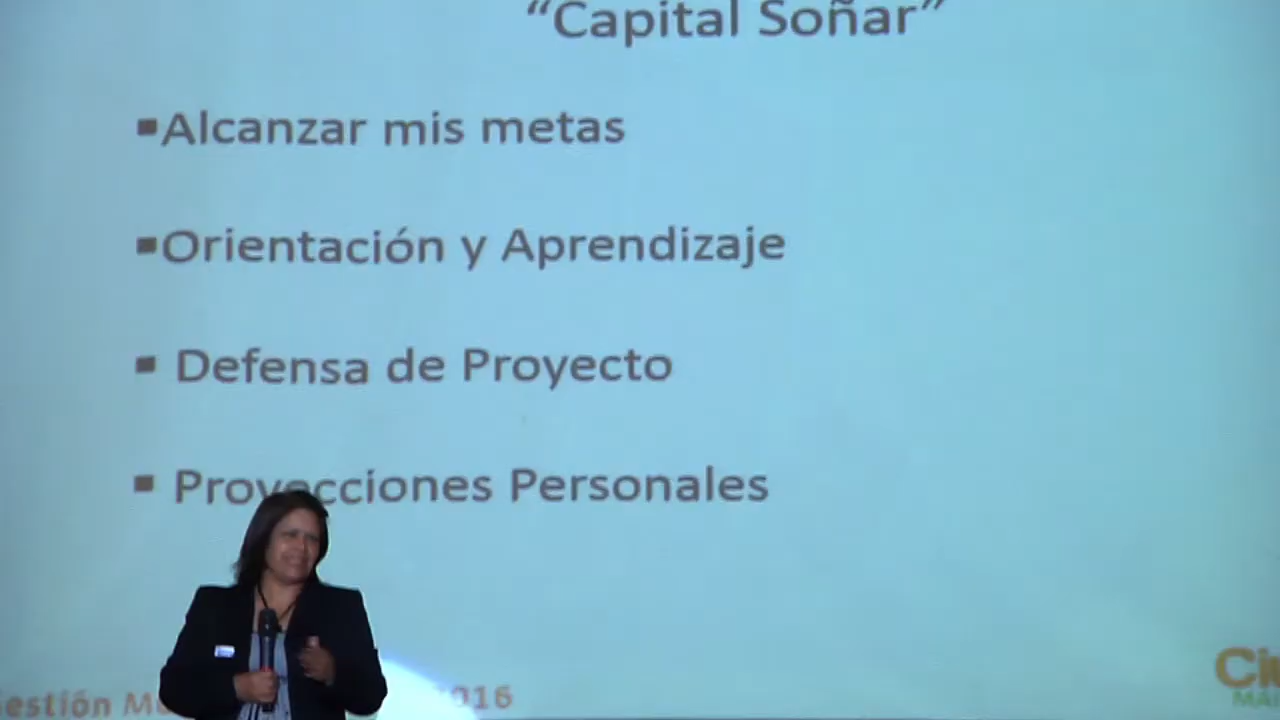 “Capital Soñar”
▪Alcanzar mis metas
▪Orientación y Aprendizaje
▪ Defensa de Proyecto
▪ Proyecciones Personales